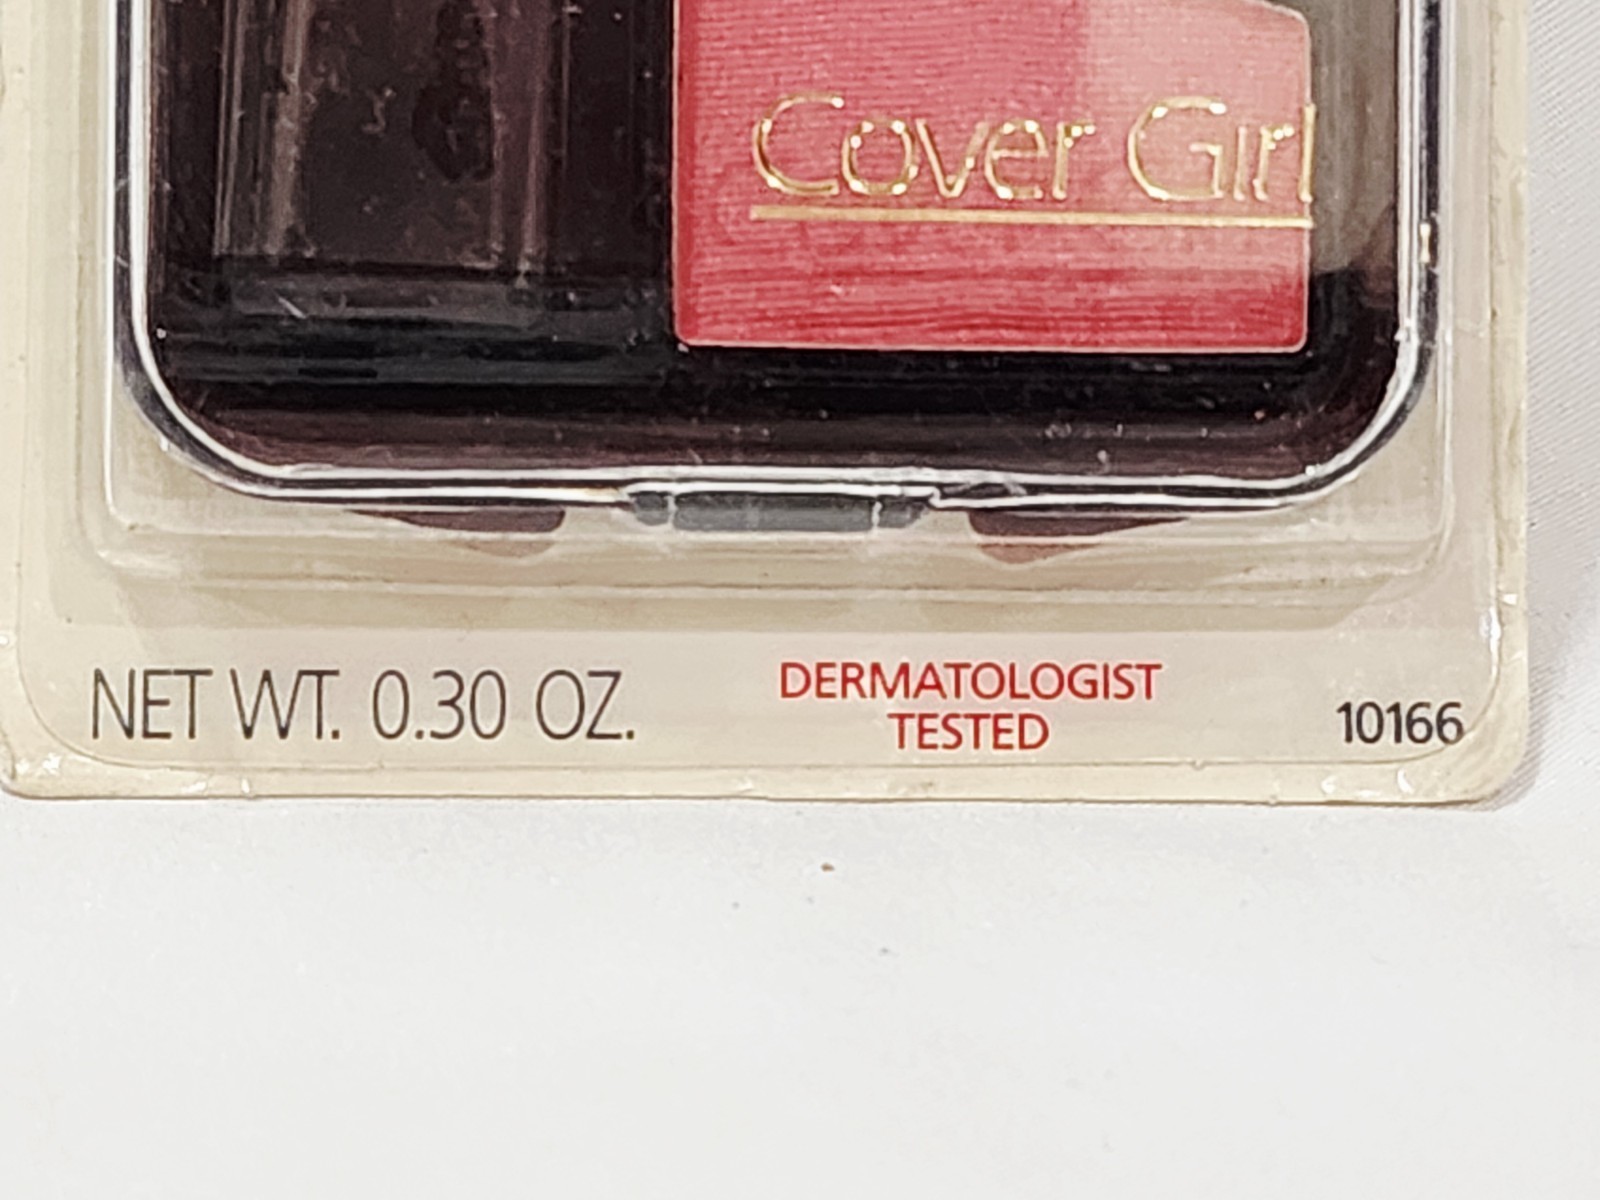 Cover Girl
NET WT. 0.30 OZ.
DERMATOLOGIST
TESTED
10166